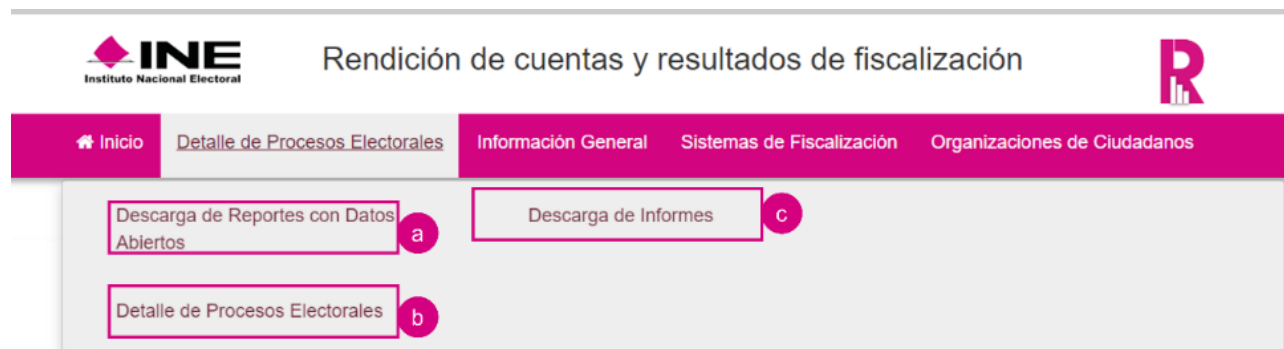 INE
Instituto Nacional Electoral
Rendición de cuentas y resultados de fiscalización
R
Inicio Detalle de Procesos Electorales Información General Sistemas de Fiscalización Organizaciones de Ciudadanos
Descarga de Reportes con Datos
Abiertos
a
Descarga de Informes
c
Detalle de Procesos Electorales
b